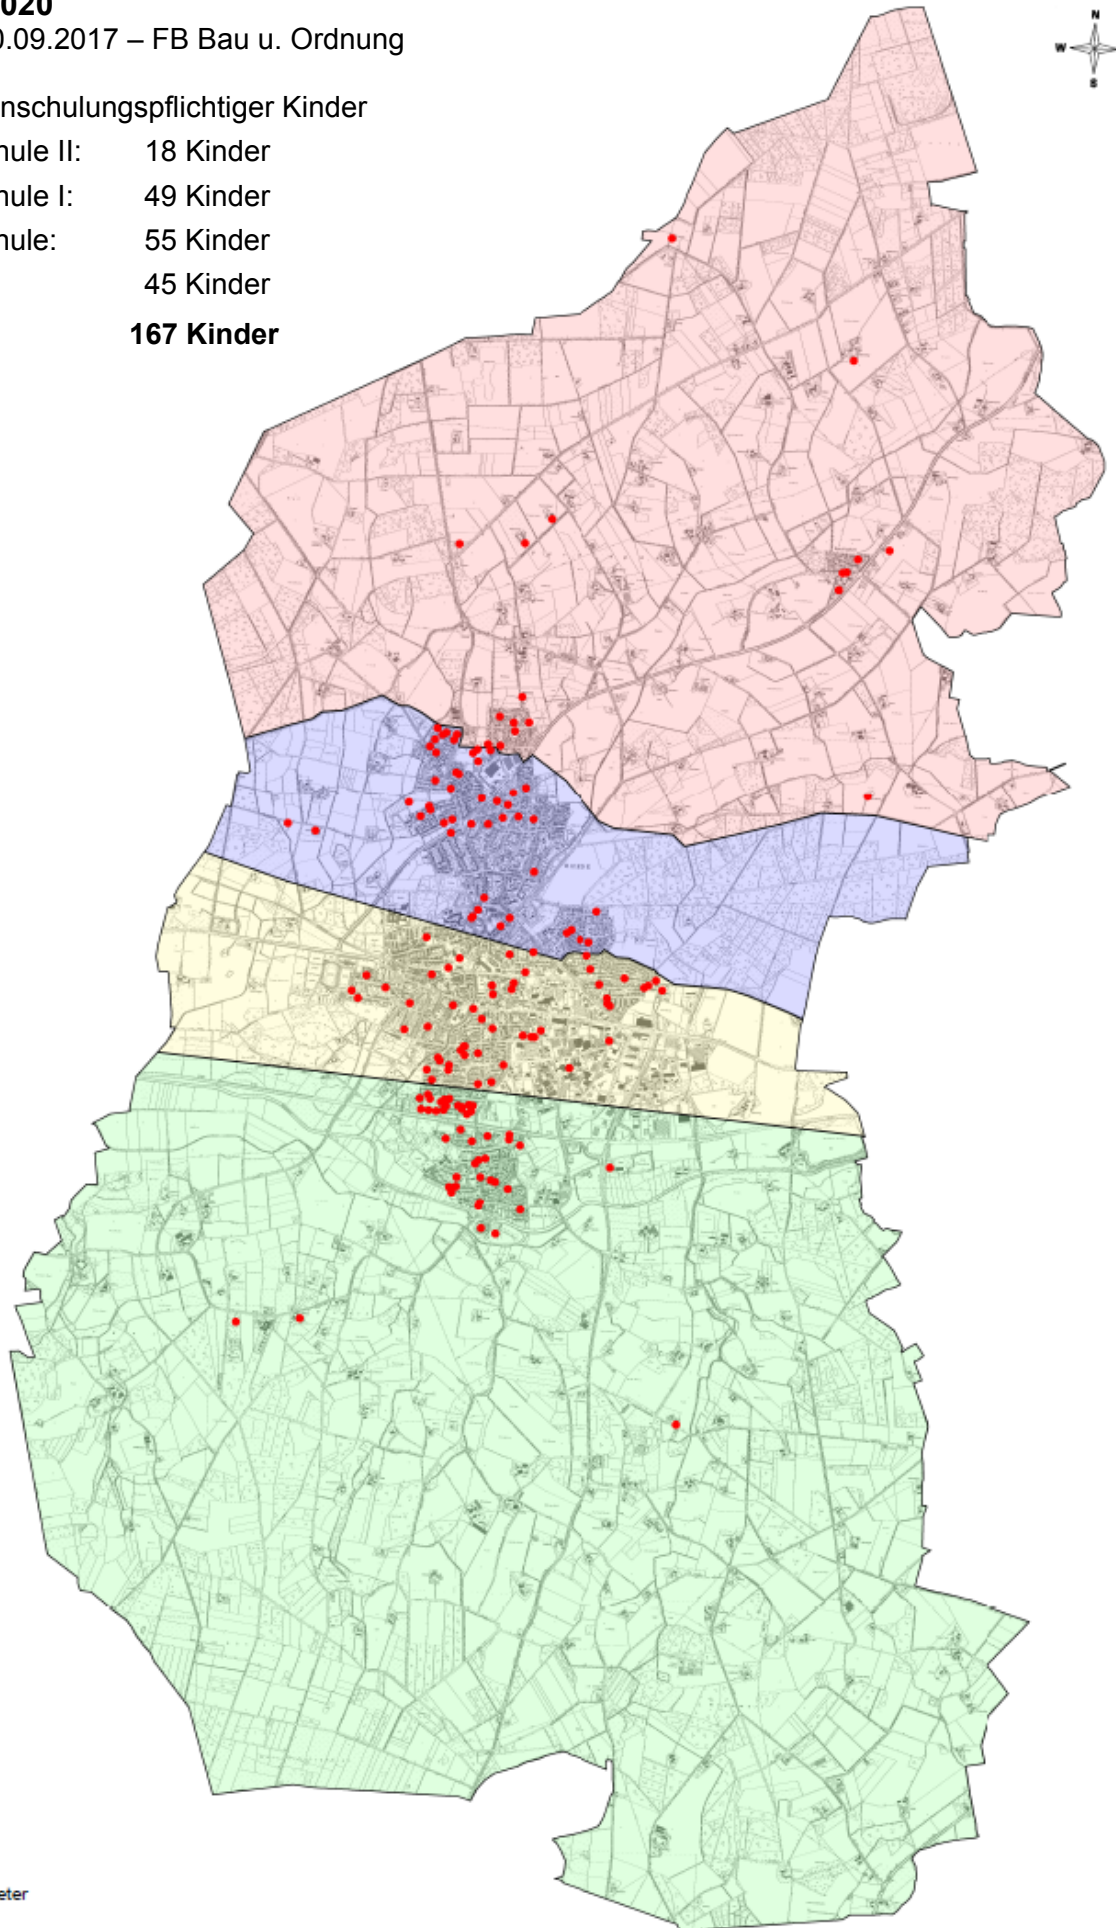 020
0.09.2017 – FB Bau u. Ordnung
nschulungspflichtiger Kinder
hule II: 18 Kinder
hule I: 49 Kinder
hule: 55 Kinder
45 Kinder
167 Kinder
N
W
S
eter